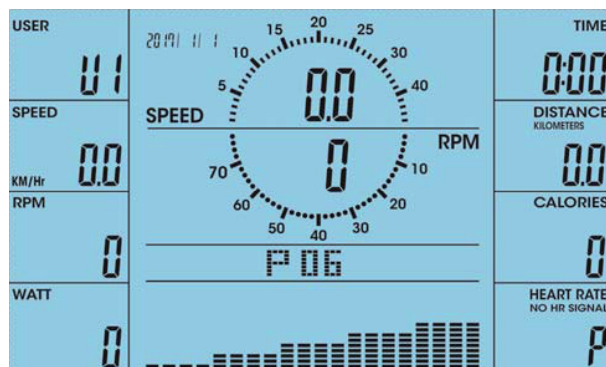 USER
U1
SPEED
KM/Hr 0.0
RPM
0
WATT
0
2019/ 1/ 1
5 10 15 20 25 30 40
0.0
SPEED
RPM
0
70 60 50 40 30 20 10
P 06
TIME
0:00
DISTANCE
KILOMETERS
0.0
CALORIES
0
HEART RATE
NO HR SIGNAL
P